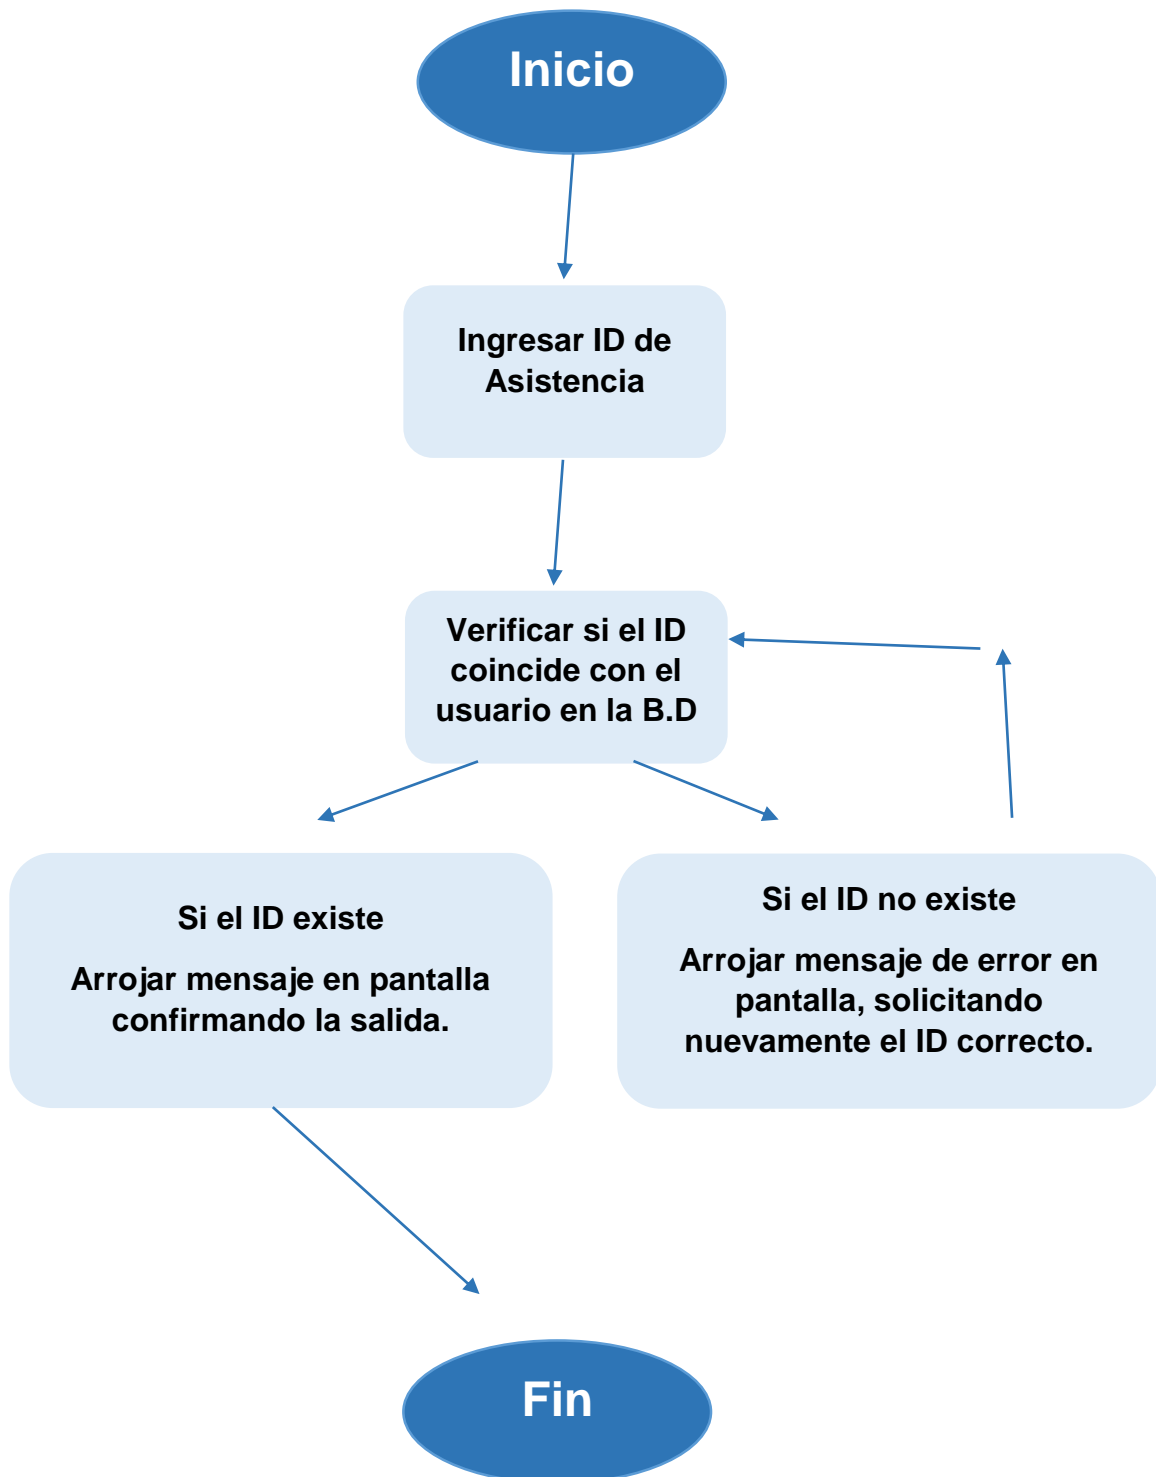 Inicio
Ingresar ID de
Asistencia
Verificar si el ID
coincide con el
usuario en la B.D
Si el ID existe
Arrojar mensaje en pantalla
confirmando la salida.
Si el ID no existe
Arrojar mensaje de error en
pantalla, solicitando
nuevamente el ID correcto.
Fin